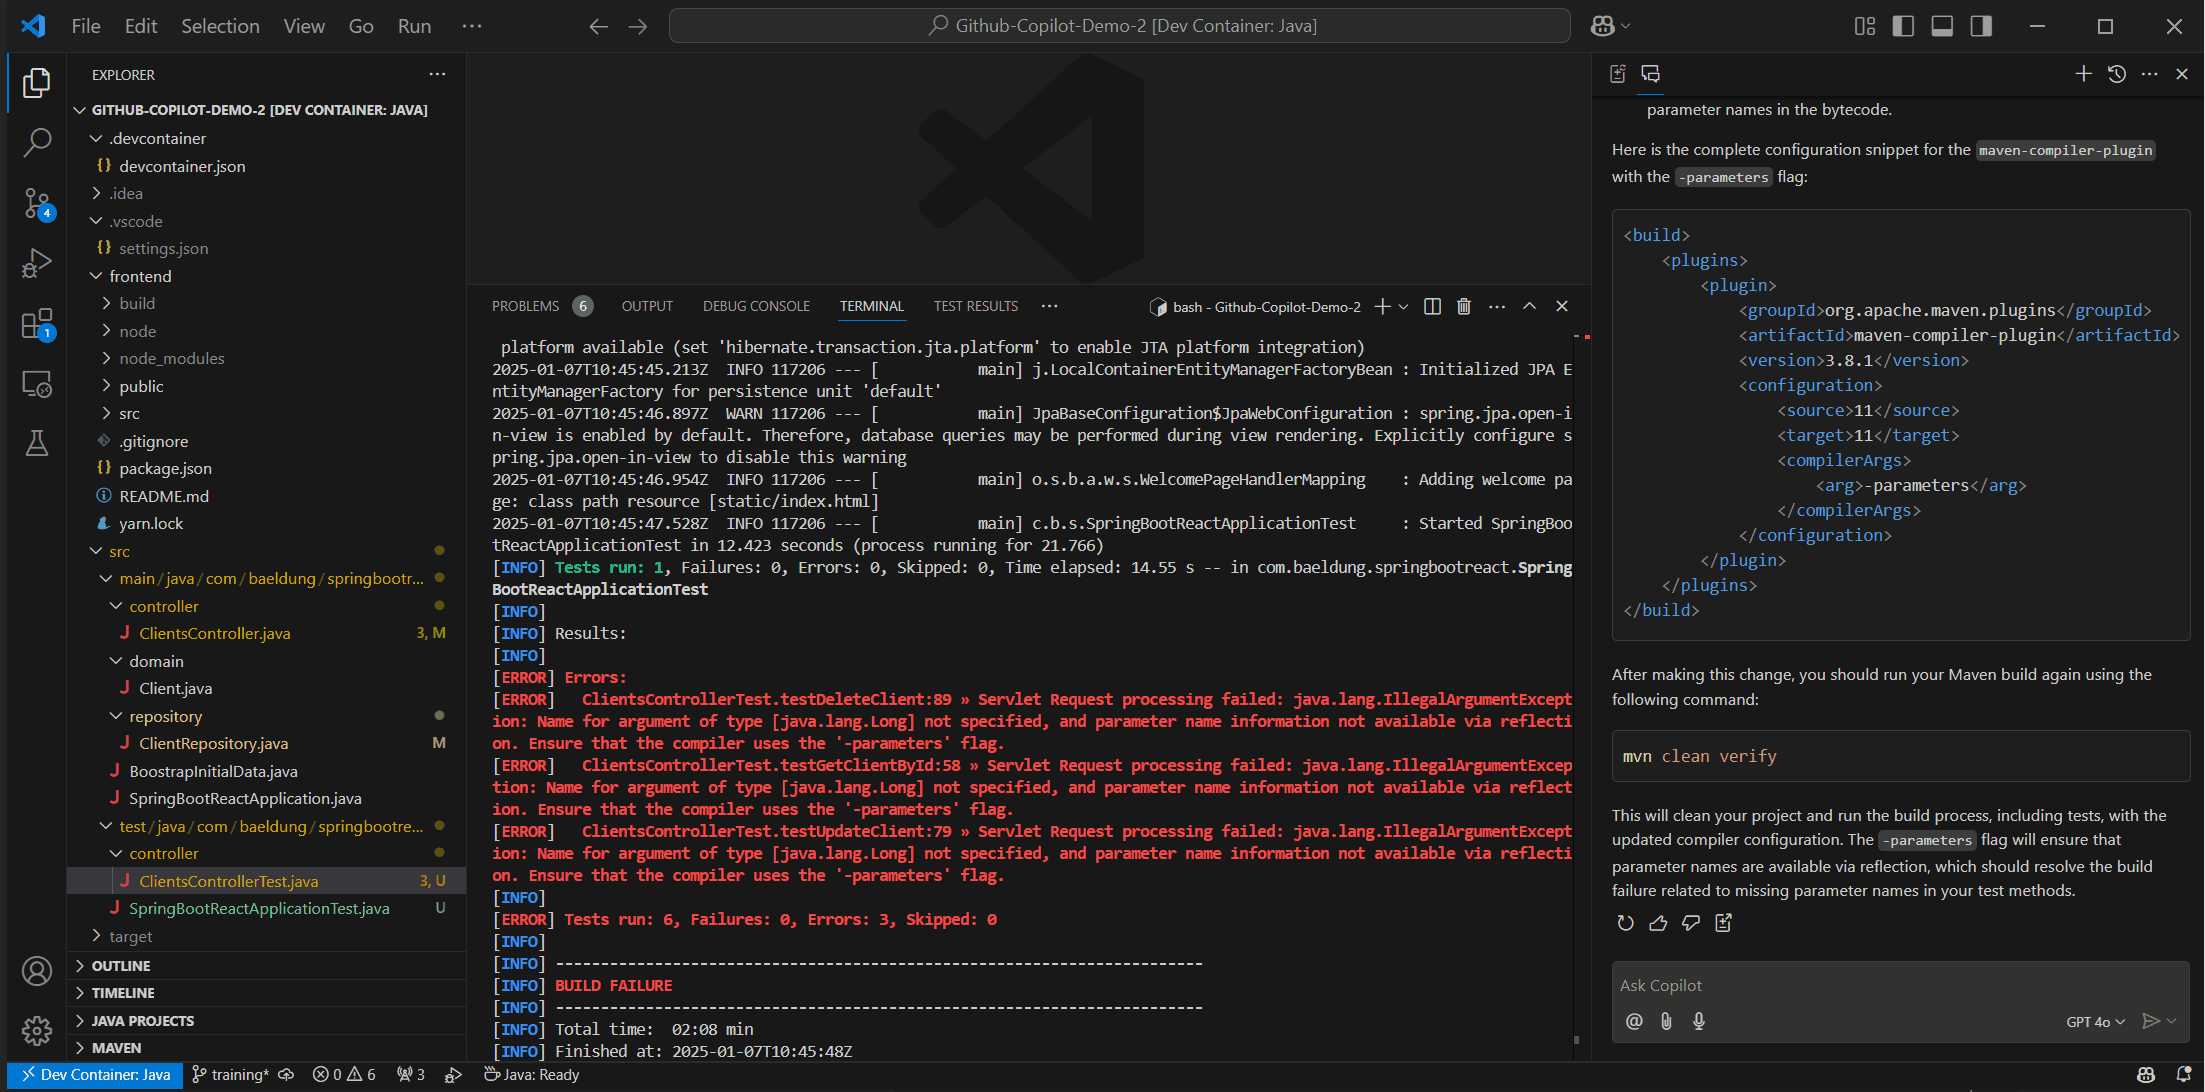 File Edit Selection View Go Run ···
Github-Copilot-Demo-2 [Dev Container: Java]
EXPLORER
GITHUB-COPILOT-DEMO-2 [DEV CONTAINER: JAVA]
.devcontainer
{} devcontainer.json
.idea
.vscode
{} settings.json
frontend
build
node
node_modules
public
src
.gitignore
{} package.json
README.md
yarn.lock
src
main/java/com/baeldung/springbootr...
controller
J ClientsController.java 3, M
domain
J Client.java
repository
J ClientRepository.java M
J BoostrapInitialData.java
J SpringBootReactApplication.java
test/java/com/baeldung/springbootre...
controller
J ClientsControllerTest.java 3, U
J SpringBootReactApplicationTest.java U
target
OUTLINE
TIMELINE
JAVA PROJECTS
MAVEN
4
1
PROBLEMS 6 OUTPUT DEBUG CONSOLE TERMINAL TEST RESULTS ··· bash - Github-Copilot-Demo-2
platform available (set 'hibernate.transaction.jta.platform' to enable JTA platform integration)
2025-01-07T10:45:45.213Z  INFO 117206 --- [           main] j.LocalContainerEntityManagerFactoryBean : Initialized JPA E
ntityManagerFactory for persistence unit 'default'
2025-01-07T10:45:46.897Z  WARN 117206 --- [           main] JpaBaseConfiguration$JpaWebConfiguration : spring.jpa.open-i
n-view is enabled by default. Therefore, database queries may be performed during view rendering. Explicitly configure s
pring.jpa.open-in-view to disable this warning
2025-01-07T10:45:46.954Z  INFO 117206 --- [           main] o.s.b.a.w.s.WelcomePageHandlerMapping    : Adding welcome pa
ge: class path resource [static/index.html]
2025-01-07T10:45:47.528Z  INFO 117206 --- [           main] c.b.s.SpringBootReactApplicationTest     : Started SpringBoo
tReactApplicationTest in 12.423 seconds (process running for 21.766)
[INFO] Tests run: 1, Failures: 0, Errors: 0, Skipped: 0, Time elapsed: 14.55 s -- in com.baeldung.springbootreact.Spring
BootReactApplicationTest
[INFO]
[INFO] Results:
[INFO]
[ERROR] Errors:
[ERROR]   ClientsControllerTest.testDeleteClient:89 » Servlet Request processing failed: java.lang.IllegalArgumentExcept
ion: Name for argument of type [java.lang.Long] not specified, and parameter name information not available via reflecti
on. Ensure that the compiler uses the '-parameters' flag.
[ERROR]   ClientsControllerTest.testGetClientById:58 » Servlet Request processing failed: java.lang.IllegalArgumentExcep
tion: Name for argument of type [java.lang.Long] not specified, and parameter name information not available via reflect
ion. Ensure that the compiler uses the '-parameters' flag.
[ERROR]   ClientsControllerTest.testUpdateClient:79 » Servlet Request processing failed: java.lang.IllegalArgumentExcept
ion: Name for argument of type [java.lang.Long] not specified, and parameter name information not available via reflecti
on. Ensure that the compiler uses the '-parameters' flag.
[INFO]
[ERROR] Tests run: 6, Failures: 0, Errors: 3, Skipped: 0
[INFO]
[INFO] ------------------------------------------------------------------------
[INFO] BUILD FAILURE
[INFO] ------------------------------------------------------------------------
[INFO] Total time:  02:08 min
[INFO] Finished at: 2025-01-07T10:45:48Z
parameter names in the bytecode.
Here is the complete configuration snippet for the maven-compiler-plugin
with the -parameters flag:
<build>
<plugins>
<plugin>
<groupId>org.apache.maven.plugins</groupId>
<artifactId>maven-compiler-plugin</artifactId>
<version>3.8.1</version>
<configuration>
<source>11</source>
<target>11</target>
<compilerArgs>
<arg>-parameters</arg>
</compilerArgs>
</configuration>
</plugin>
</plugins>
</build>
After making this change, you should run your Maven build again using the
following command:
mvn clean verify
This will clean your project and run the build process, including tests, with the
updated compiler configuration. The -parameters flag will ensure that
parameter names are available via reflection, which should resolve the build
failure related to missing parameter names in your test methods.
Ask Copilot
@ GPT 4o
Dev Container: Java training* 0 6 3 Java: Ready